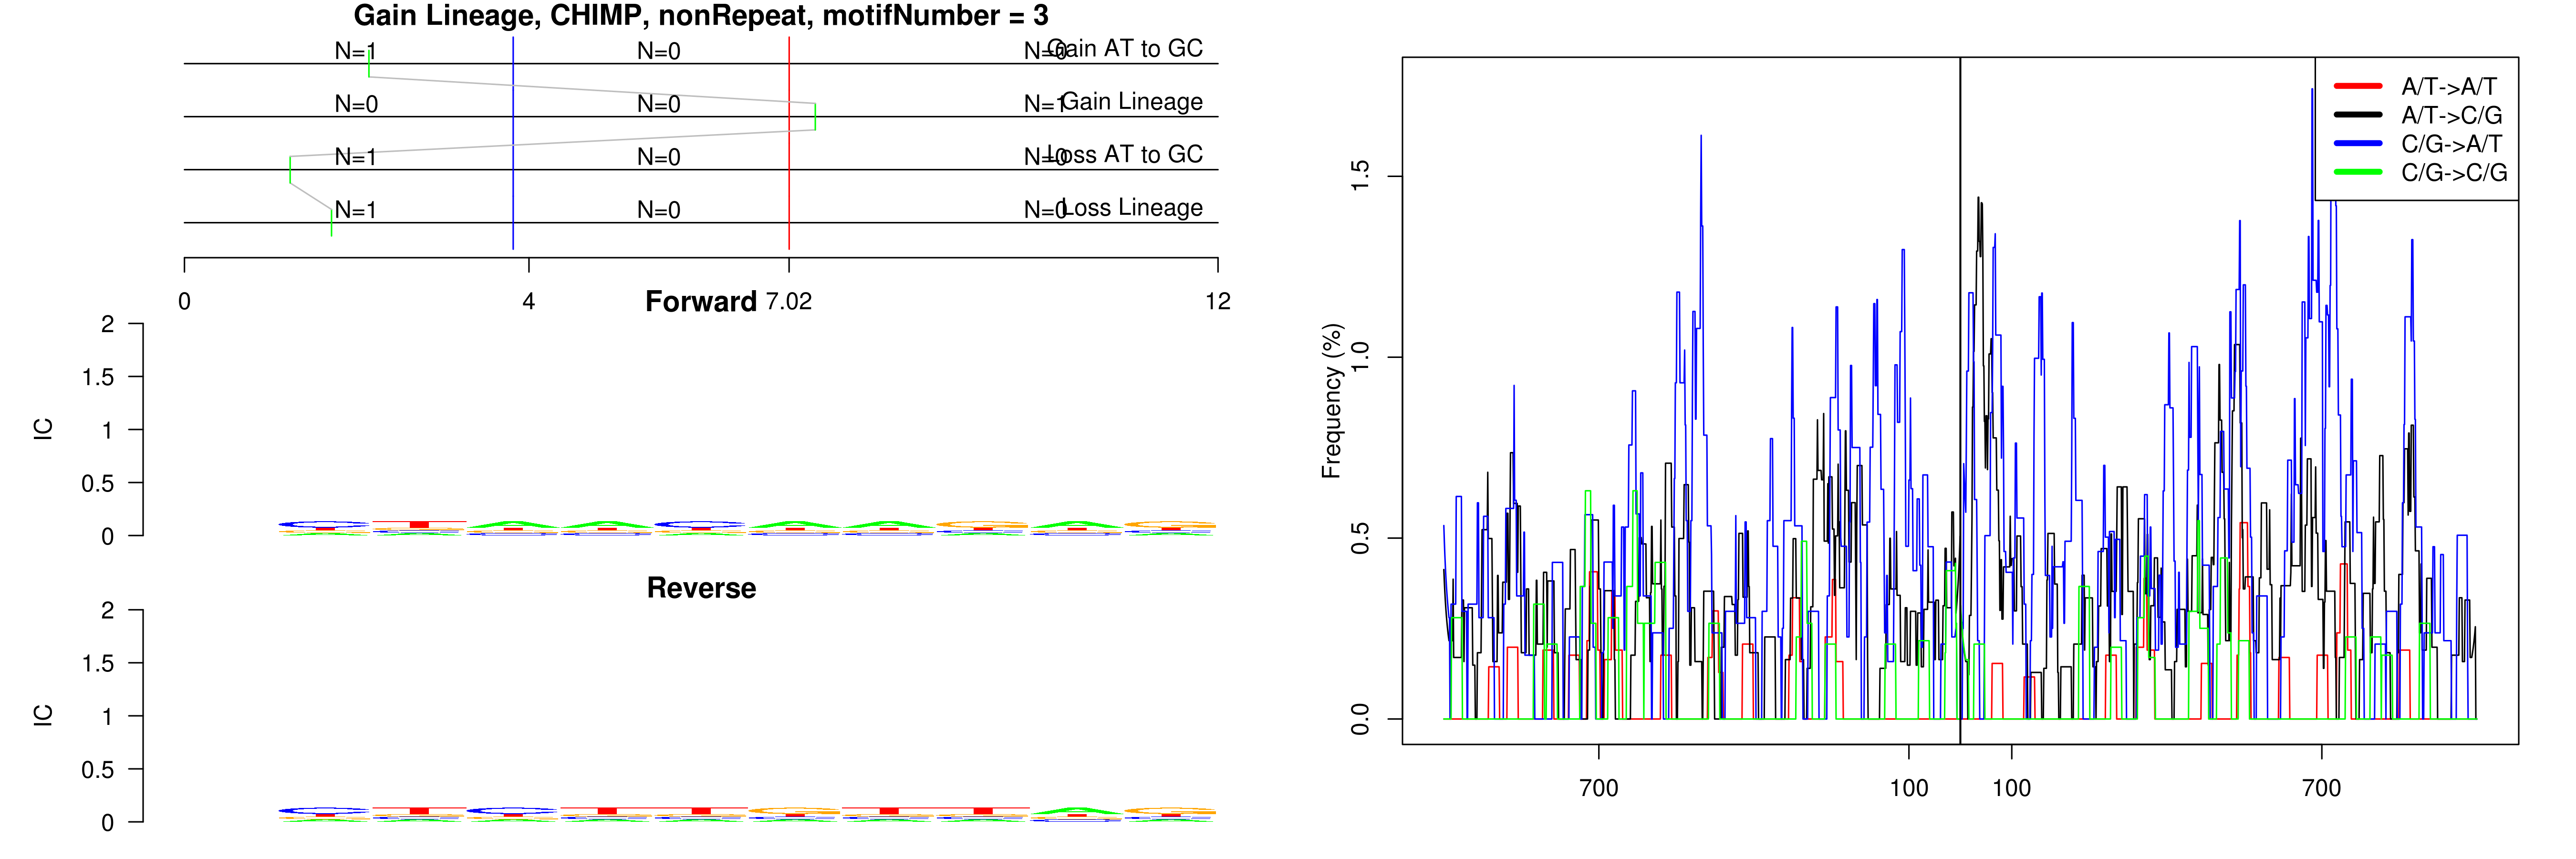 Gain Lineage, CHIMP, nonRepeat, motifNumber = 3
N=1 N=0 N=0 Gain AT to GC
N=0 N=0 N=1 Gain Lineage
N=1 N=0 N=0 Loss AT to GC
N=1 N=0 N=0 Loss Lineage
0 4 7.02 12
Forward
IC
2
1.5
1
0.5
0
CTAACAAGAG
Reverse
IC
2
1.5
1
0.5
0
CTCTTGTTAG
Frequency (%)
1.5
1.0
0.5
0.0
700 100 100 700
A/T->A/T
A/T->C/G
C/G->A/T
C/G->C/G